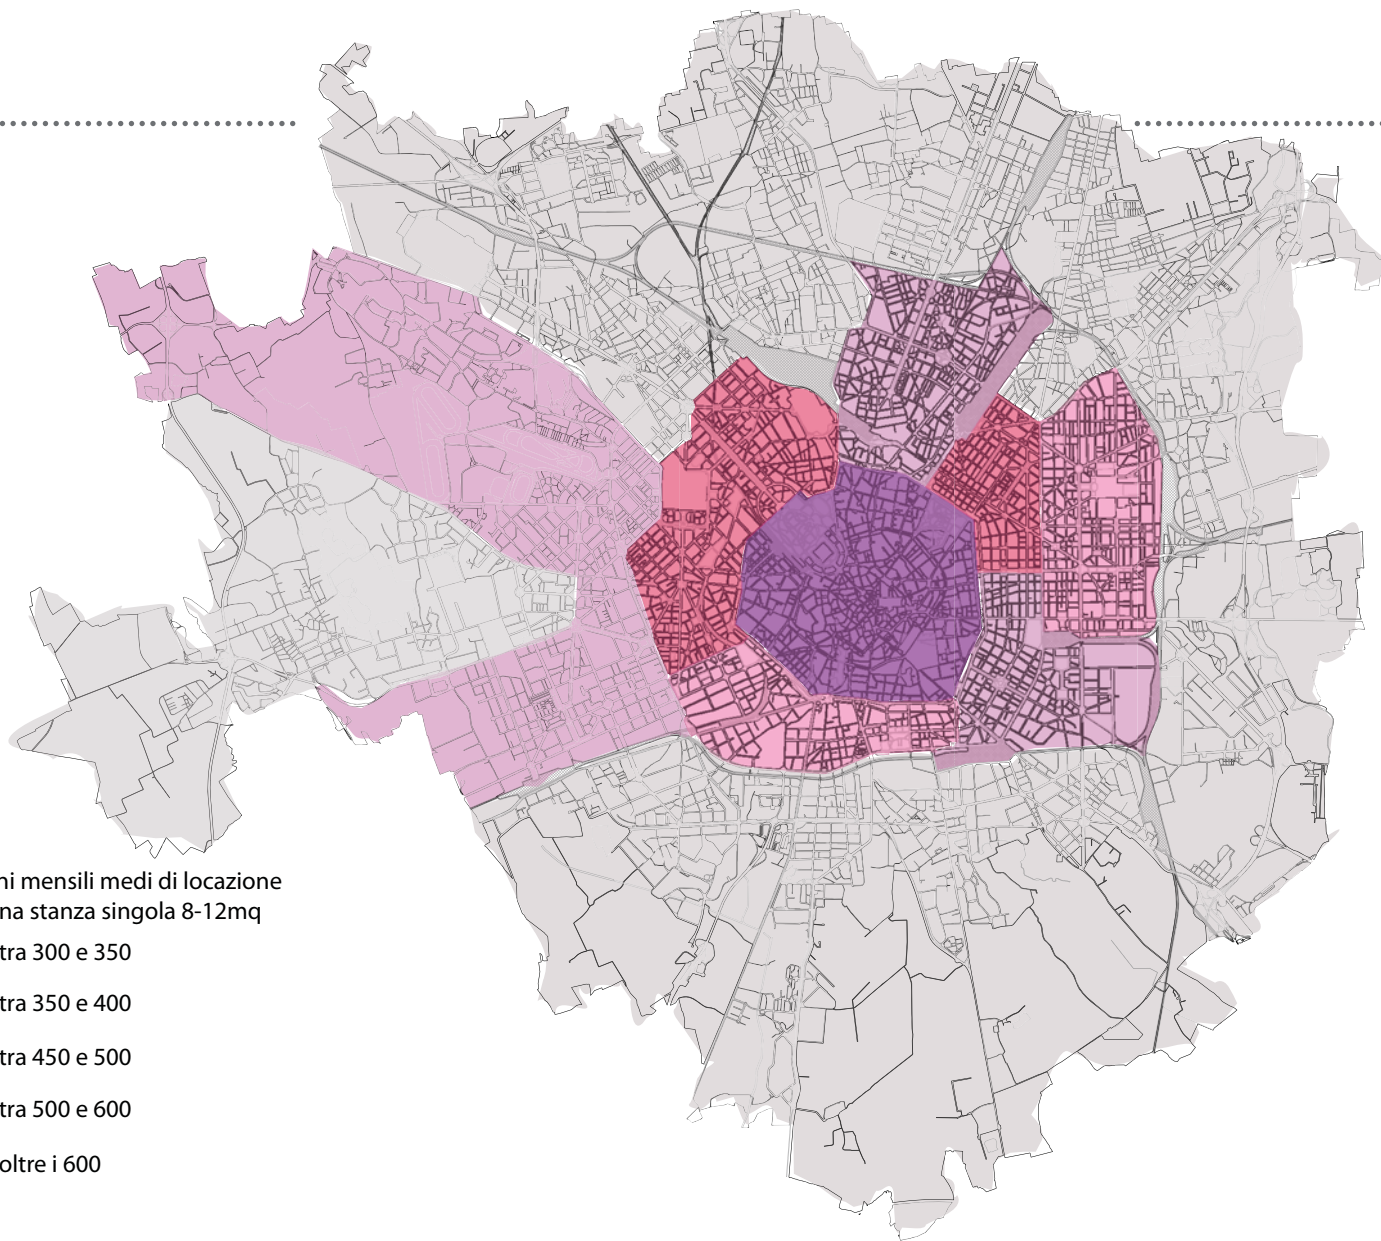 ni mensili medi di locazione
na stanza singola 8-12mq
tra 300 e 350
tra 350 e 400
tra 450 e 500
tra 500 e 600
oltre i 600